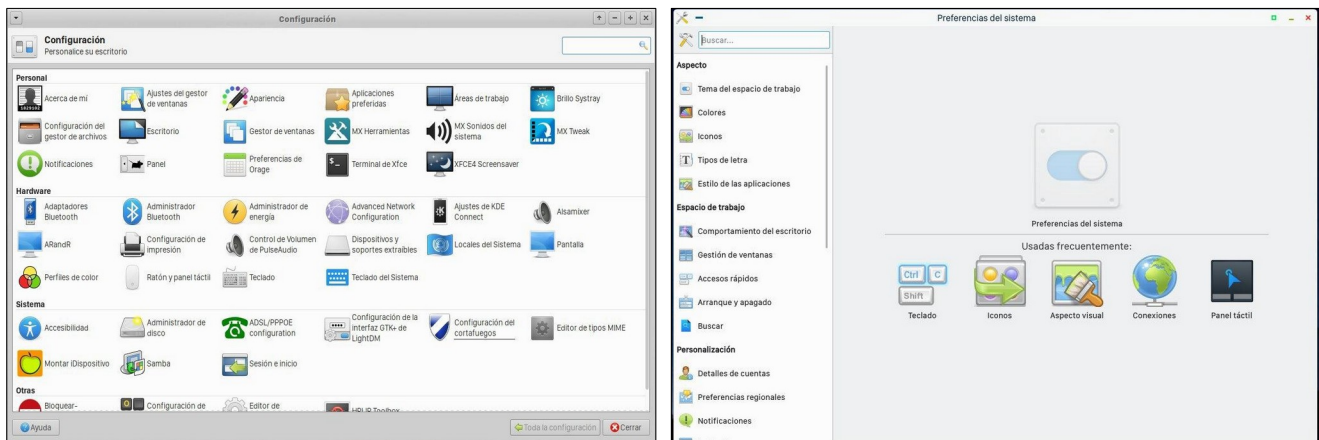 Configuración
Configuración
Personalice su escritorio
Personal
Acerca de mí
Ajustes del gestor
de ventanas
Apariencia
Aplicaciones
preferidas
Áreas de trabajo
Brillo Systray
Configuración del
gestor de archivos
Escritorio
Gestor de ventanas
MX Herramientas
MX Sonidos del
sistema
MX Tweak
Notificaciones
Panel
Preferencias de
Orage
Terminal de Xfce
XFCE4 Screensaver
Hardware
Adaptadores
Bluetooth
Administrador
Bluetooth
Administrador de
energía
Advanced Network
Configuration
Ajustes de KDE
Connect
Alsamixer
ARandR
Configuración de
impresión
Control de Volumen
de PulseAudio
Dispositivos y
soportes extraíbles
Locales del Sistema
Pantalla
Perfiles de color
Ratón y panel táctil
Teclado
Teclado del Sistema
Sistema
Accesibilidad
Administrador de
disco
ADSL/PPPOE
configuration
Configuración de la
interfaz GTK+ de
LightDM
Configuración del
cortafuegos
Editor de tipos MIME
Montar iDispositivo
Samba
Sesión e inicio
Otras
Bloquear-
Configuración de
Editor de
HPLIP Toolbox
Ayuda
Toda la configuración
Cerrar
Preferencias del sistema
Buscar...
Aspecto
Tema del espacio de trabajo
Colores
Iconos
Tipos de letra
Estilo de las aplicaciones
Espacio de trabajo
Comportamiento del escritorio
Gestión de ventanas
Accesos rápidos
Arranque y apagado
Buscar
Personalización
Detalles de cuentas
Preferencias regionales
Notificaciones
Preferencias del sistema
Usadas frecuentemente:
Ctrl
C
Shift
Teclado
Iconos
Aspecto visual
Conexiones
Panel táctil